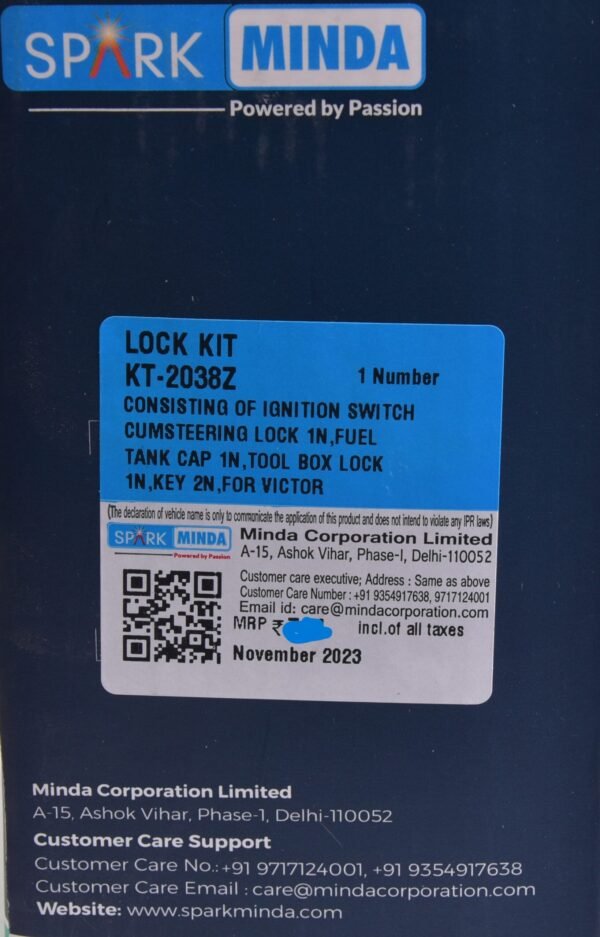 SPARK MINDA
Powered by Passion
LOCK KIT
KT-2038Z 1 Number
CONSISTING OF IGNITION SWITCH
CUMSTEERING LOCK 1N,FUEL
TANK CAP 1N,TOOL BOX LOCK
1N,KEY 2N,FOR VICTOR
(The declaration of vehicle name is only to communicate the application of this product and does not intend to violate any IPR laws)
SPARK MINDA
Powered by Passion
Minda Corporation Limited
A-15, Ashok Vihar, Phase-I, Delhi-110052
Customer care executive; Address : Same as above
Customer Care Number : +91 9354917638, 9717124001
Email id: care@mindacorporation.com
MRP ₹ incl.of all taxes
November 2023
Minda Corporation Limited
A-15, Ashok Vihar, Phase-1, Delhi-110052
Customer Care Support
Customer Care No.:+91 9717124001, +91 9354917638
Customer Care Email : care@mindacorporation.com
Website: www.sparkminda.com